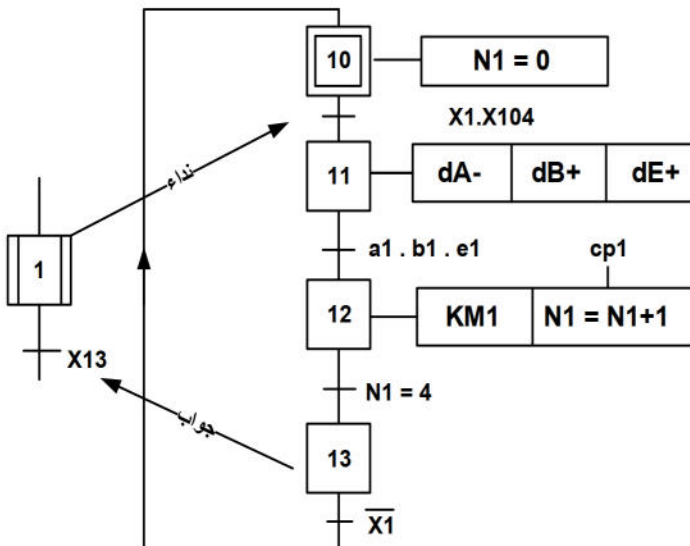 10 N1 = 0
X1.X104
نداء
11 dA- dB+ dE+
a1 . b1 . e1 cp1
1
12 KM1 N1 = N1+1
X13
N1 = 4
جواب
13
X̅1̅